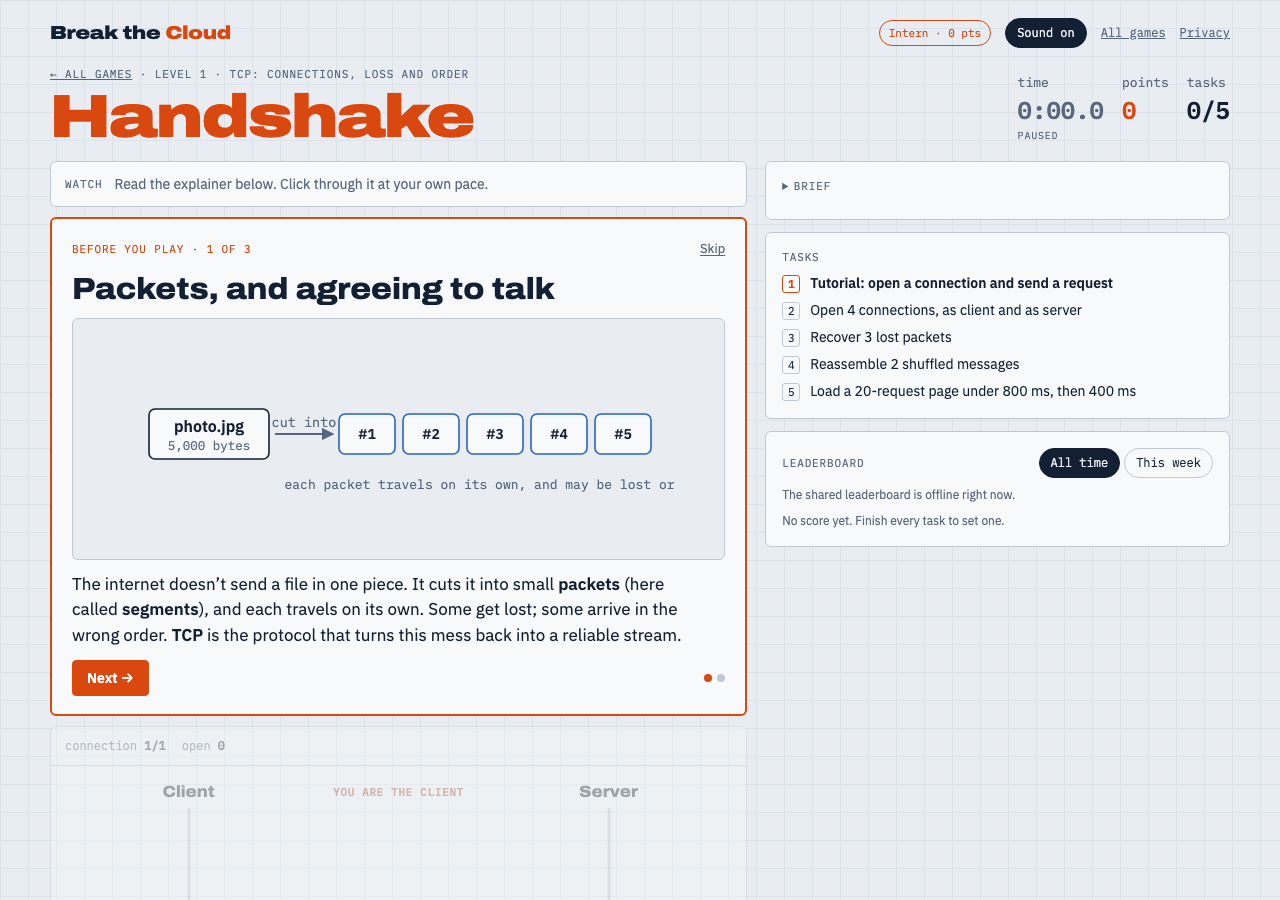 Break the Cloud
Intern · 0 pts
Sound on
All games
Privacy
← ALL GAMES · LEVEL 1 · TCP: CONNECTIONS, LOSS AND ORDER
Handshake
time
0:00.0
PAUSED
points
0
tasks
0/5
WATCH Read the explainer below. Click through it at your own pace.
BEFORE YOU PLAY · 1 OF 3
Skip
Packets, and agreeing to talk
photo.jpg
5,000 bytes
cut into
#1
#2
#3
#4
#5
each packet travels on its own, and may be lost or
The internet doesn’t send a file in one piece. It cuts it into small packets (here
called segments), and each travels on its own. Some get lost; some arrive in the
wrong order. TCP is the protocol that turns this mess back into a reliable stream.
Next →
connection 1/1 open 0
Client
YOU ARE THE CLIENT
Server
▶ BRIEF
TASKS
1 Tutorial: open a connection and send a request
2 Open 4 connections, as client and as server
3 Recover 3 lost packets
4 Reassemble 2 shuffled messages
5 Load a 20-request page under 800 ms, then 400 ms
LEADERBOARD
All time
This week
The shared leaderboard is offline right now.
No score yet. Finish every task to set one.